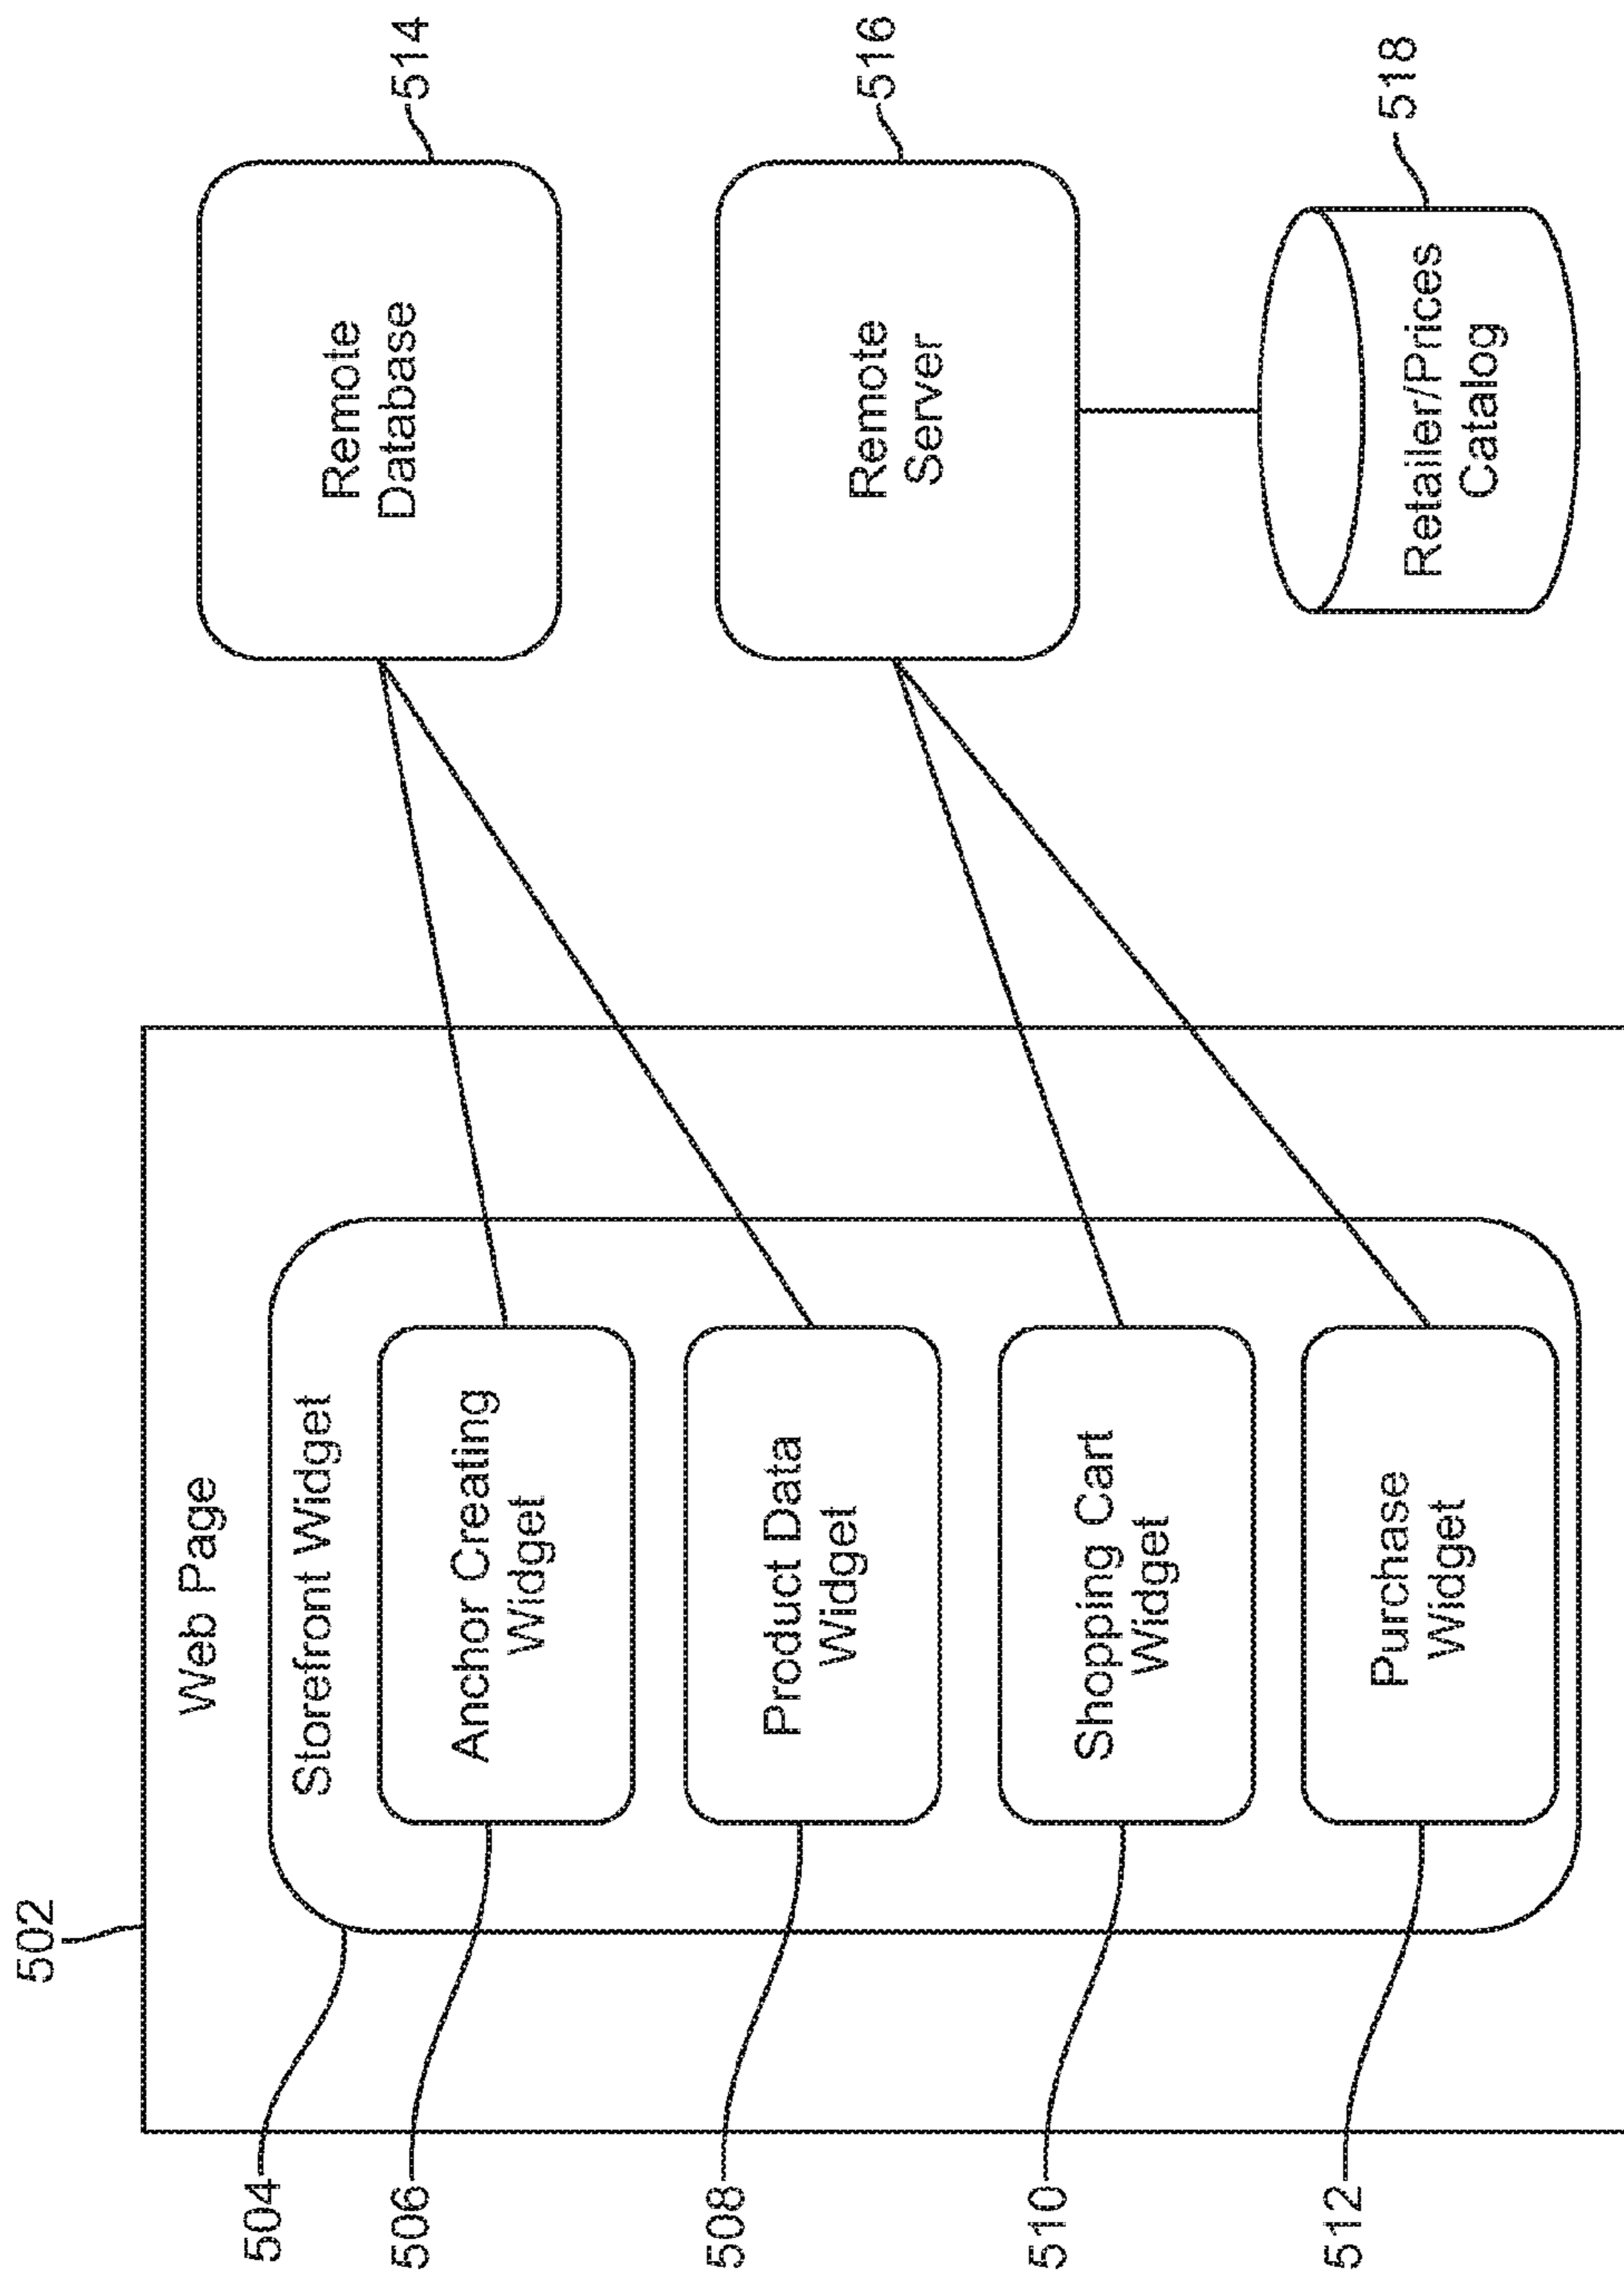 502
Web Page
504
Storefront Widget
506
Anchor Creating
Widget
508
Product Data
Widget
510
Shopping Cart
Widget
512
Purchase
Widget
Remote
Database
514
Remote
Server
516
Retailer/Prices
Catalog
518